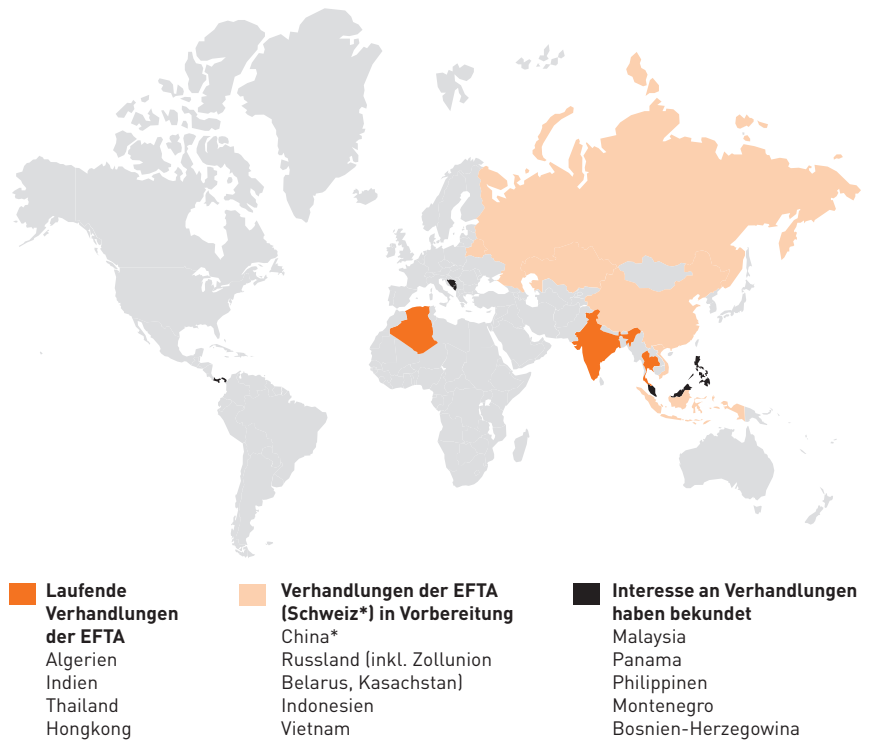 Laufende
Verhandlungen
der EFTA
Algerien
Indien
Thailand
Hongkong
Verhandlungen der EFTA
(Schweiz*) in Vorbereitung
China*
Russland (inkl. Zollunion
Belarus, Kasachstan)
Indonesien
Vietnam
Interesse an Verhandlungen
haben bekundet
Malaysia
Panama
Philippinen
Montenegro
Bosnien-Herzegowina